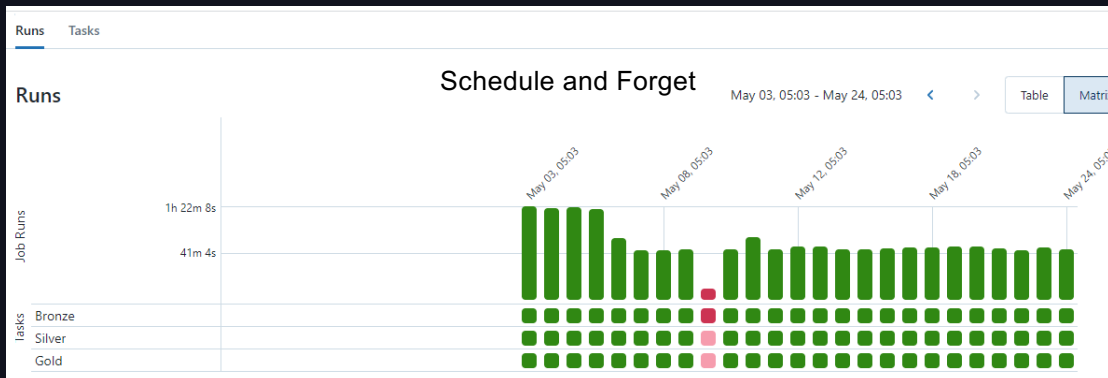 Runs Tasks
Schedule and Forget
Runs
May 03, 05:03 - May 24, 05:03
Table
Matri
May 03, 05:03
May 08, 05:03
May 12, 05:03
May 18, 05:03
May 24, 05:0
Job Runs
1h 22m 8s
41m 4s
Tasks
Bronze
Silver
Gold